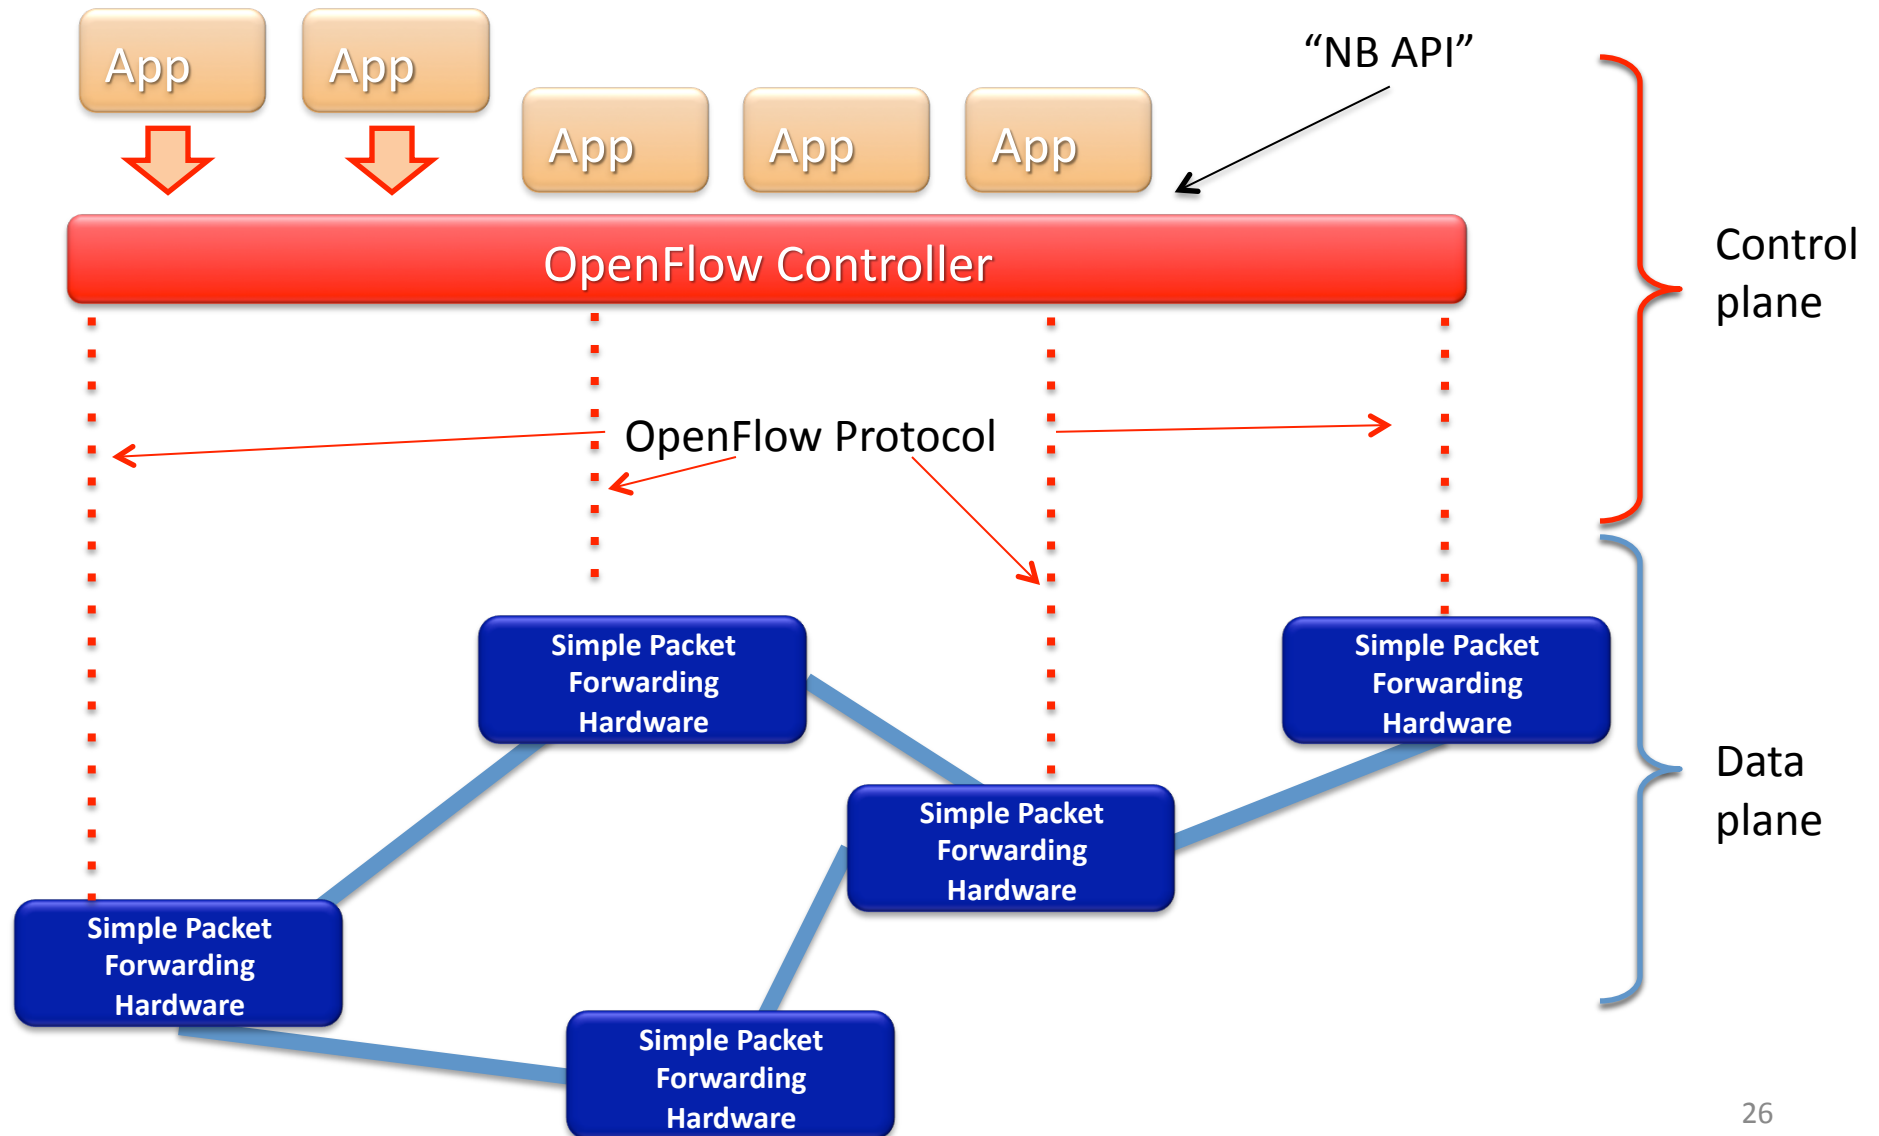 App
App
"NB API"
App
App
App
OpenFlow Controller
Control
plane
OpenFlow Protocol
Simple Packet
Forwarding
Hardware
Simple Packet
Forwarding
Hardware
Data
plane
Simple Packet
Forwarding
Hardware
Simple Packet
Forwarding
Hardware
Simple Packet
Forwarding
Hardware
26